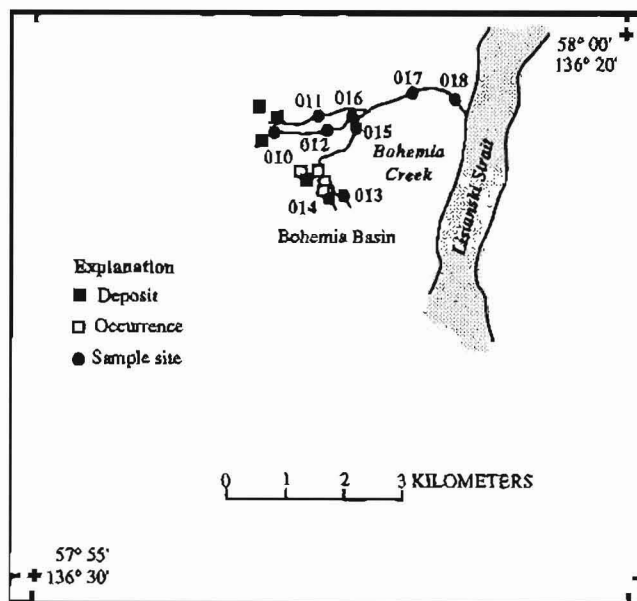 58° 00'
136° 20'
017
018
011
016
015
012
010
Bohemia
Creek
013
014
Lisianski Strait
Bohemia Basin
Explanation
Deposit
Occurrence
Sample site
0 1 2 3 KILOMETERS
57° 55'
136° 30'